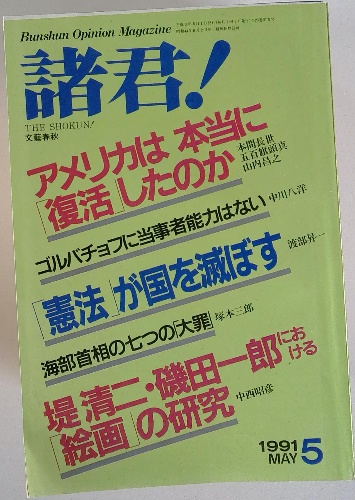 Bunshun Opinion Magazine
諸君!
THE SHOKUN!
文藝春秋
アメリカは本当に
「復活」したのか
本間長世
五百籏頭真
山内昌之
ゴルバチョフに当事者能力はない 中川八洋
「憲法」が国を滅ぼす 渡部昇一
海部首相の七つの「大罪」 塚本三郎
堤清二・磯田一郎における
「絵画」の研究 中西昭彦
1991
MAY 5